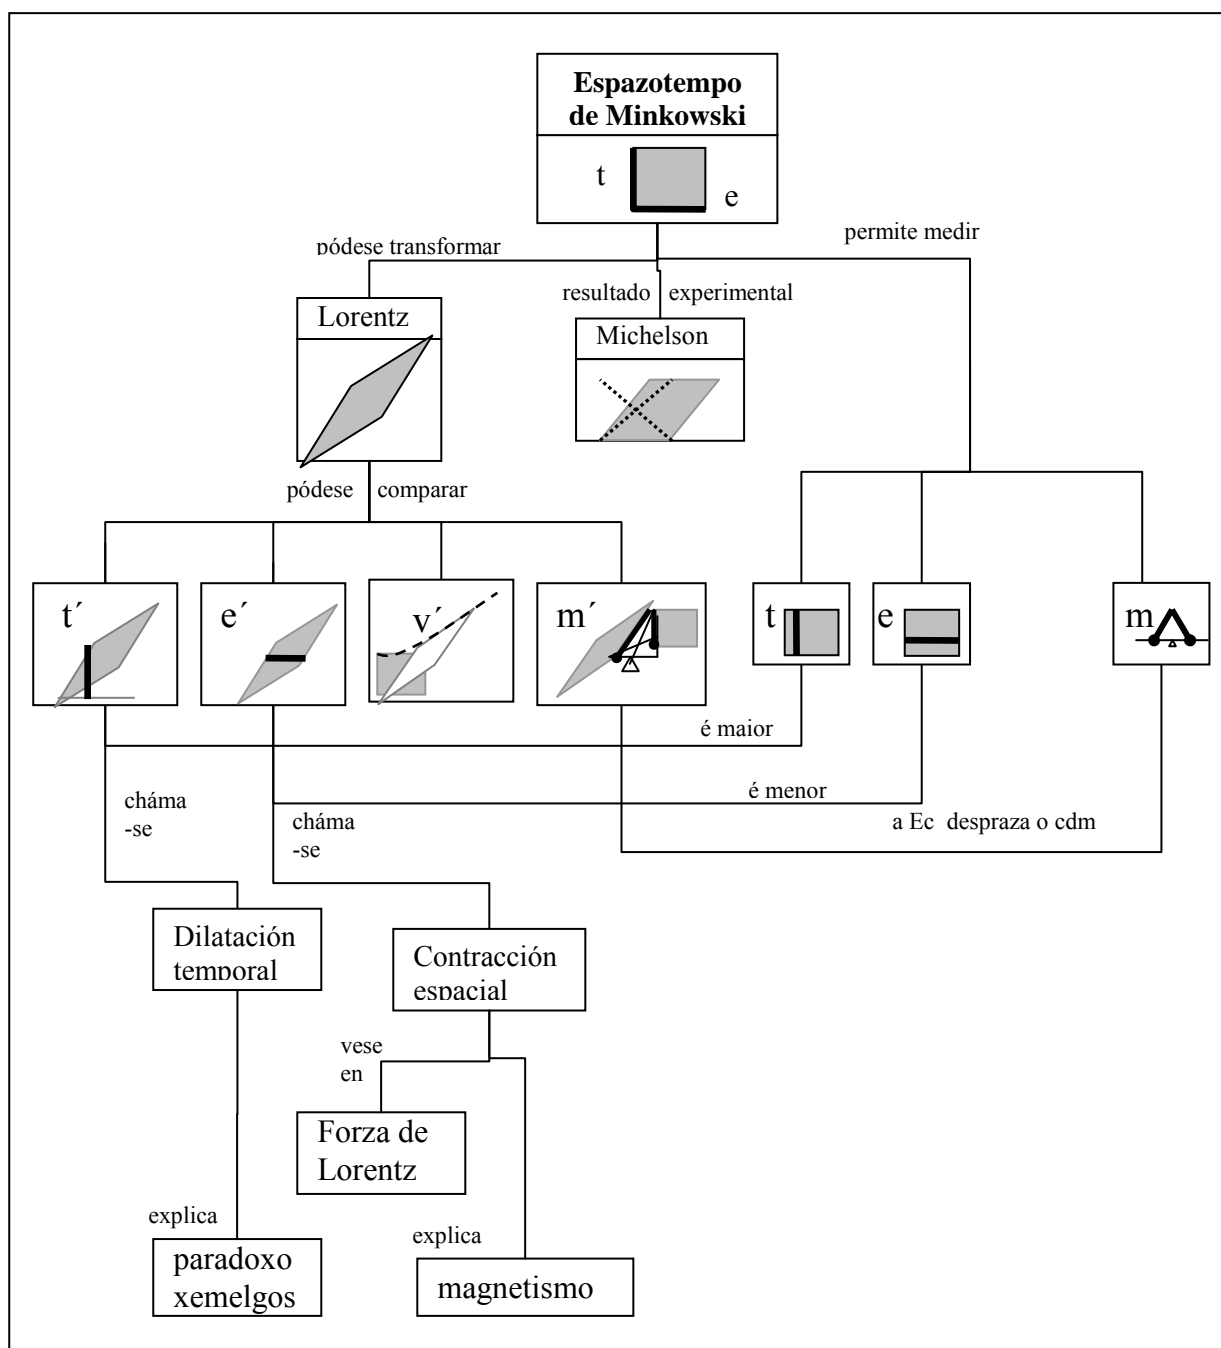 Espazotempo
de Minkowski
t
e
pódese transformar
permite medir
resultado experimental
Lorentz
Michelson
pódese comparar
t´
e´
v´
m´
t
e
m
é maior
é menor
a Ec despraza o cdm
cháma
-se
cháma
-se
Dilatación
temporal
Contracción
espacial
vese
en
Forza de
Lorentz
explica
explica
paradoxo
xemelgos
magnetismo